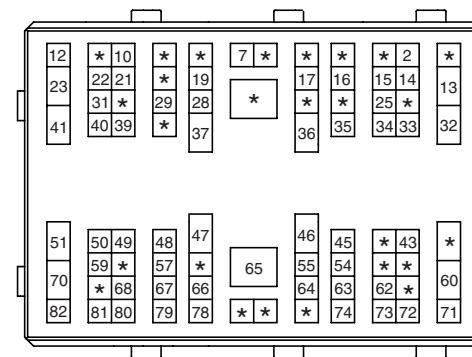 12 * 10 * * 7 * * * * 2 *
23 22 21 * 19 * 17 16 15 14 13
31 * 29 28 * * 25 *
41 40 39 * 37 36 35 34 33 32
51 50 49 48 47 46 45 * 43 *
70 59 * 57 * 65 55 54 * * 60
* 68 67 66 64 63 62 *
82 81 80 79 78 * * * 74 73 72 71